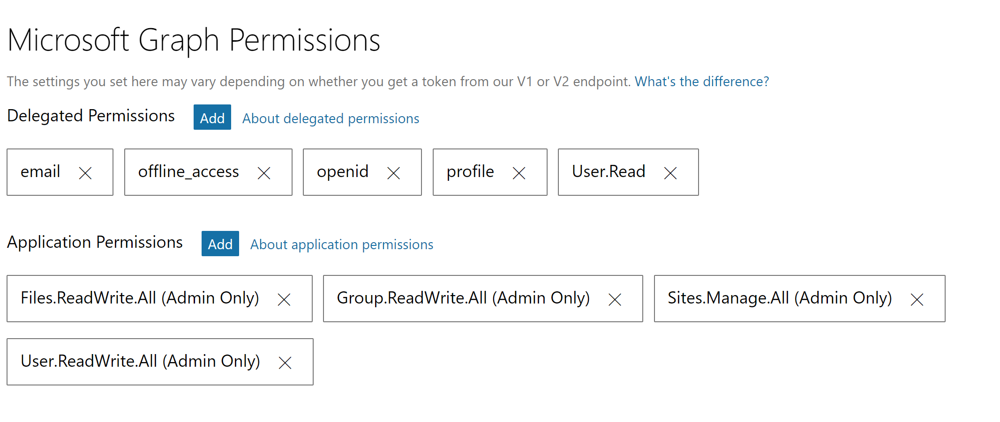 Microsoft Graph Permissions
The settings you set here may vary depending on whether you get a token from our V1 or V2 endpoint. What's the difference?
Delegated Permissions Add About delegated permissions
email offline_access openid profile User.Read
Application Permissions Add About application permissions
Files.ReadWrite.All (Admin Only) Group.ReadWrite.All (Admin Only) Sites.Manage.All (Admin Only)
User.ReadWrite.All (Admin Only)